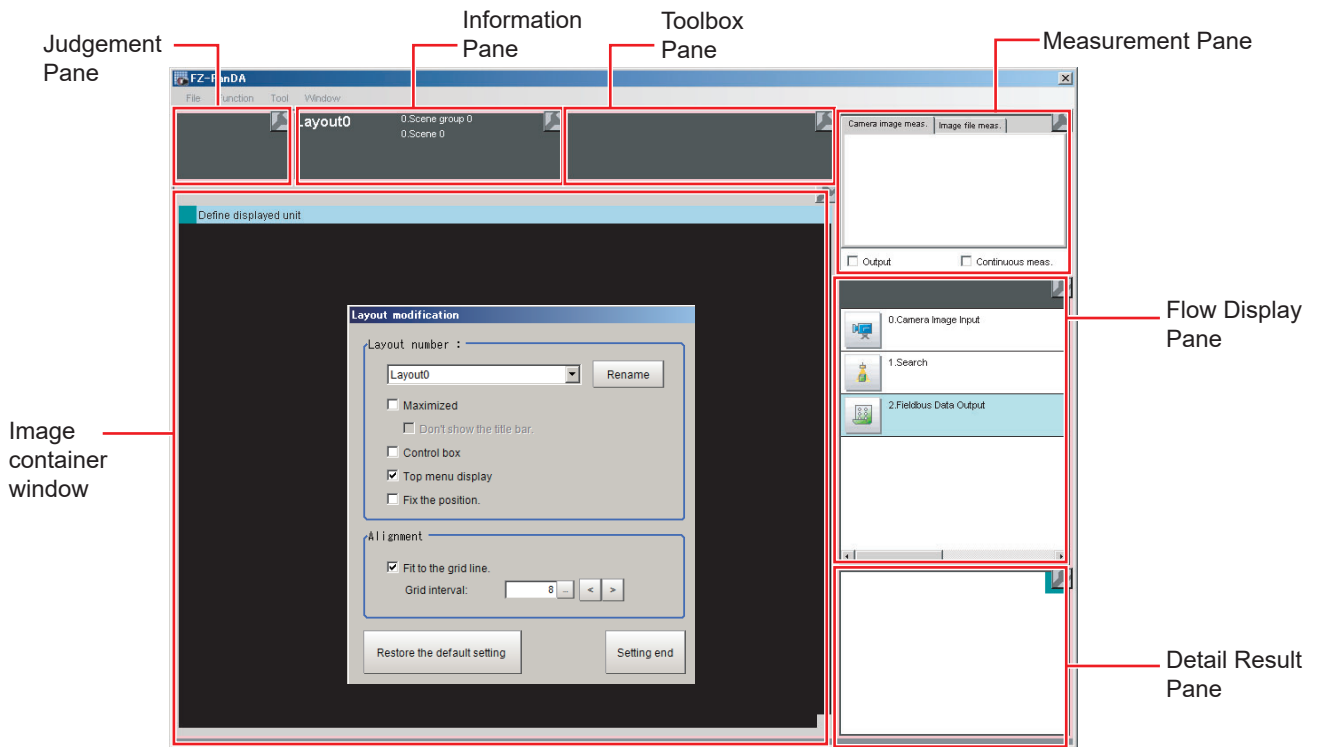 Information
Pane
Toolbox
Pane
Judgement
Pane
Measurement Pane
FZ-PanDA
File Function Tool Window
Layout0
0.Scene group 0
0.Scene 0
Camera image meas. Image file meas.
Output Continuous meas.
Define displayed unit
Flow Display
Pane
0.Camera Image Input
1.Search
2.Fieldbus Data Output
Image
container
window
Layout modification
Layout number :
Layout0 Rename
Maximized
Don't show the title bar.
Control box
Top menu display
Fix the position.
Alignment
Fit to the grid line.
Grid interval: 8 ... < >
Restore the default setting Setting end
Detail Result
Pane